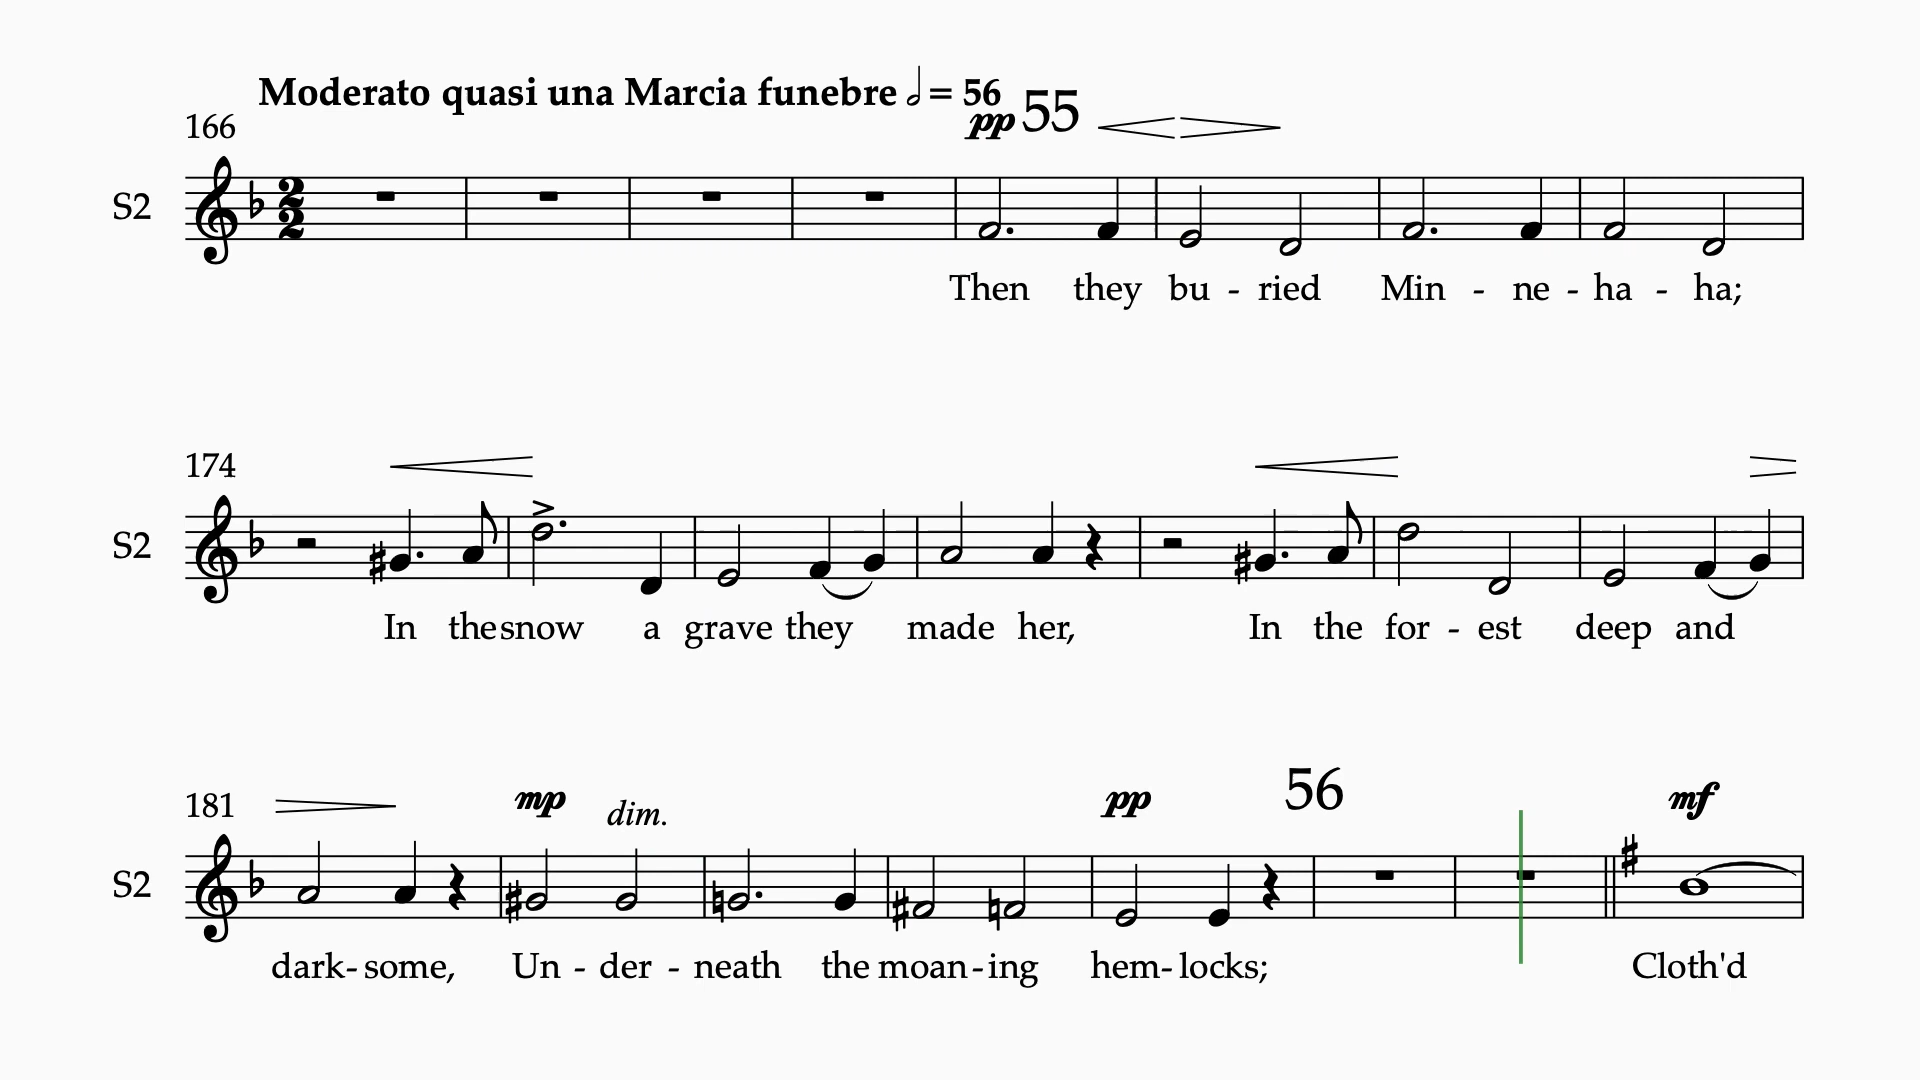 Moderato quasi una Marcia funebre 𝅗𝅥 = 56
166 pp 55
S2
2
2
Then they bu - ried Min - ne - ha - ha;
174
S2
In the snow a grave they made her, In the for - est deep and
181 mp dim. pp 56 mf
S2
dark - some, Un - der - neath the moan - ing hem - locks; Cloth'd